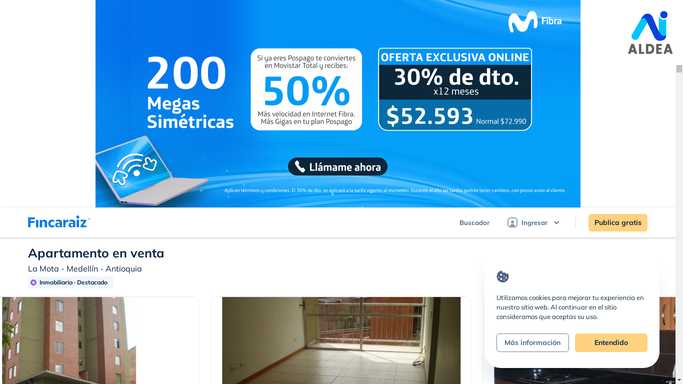 Fibra
AI
ALDEA
200
Megas
Simétricas
Si ya eres Pospago te conviertes
en Movistar Total y recibes:
50%
Más velocidad en Internet Fibra.
Más Gigas en tu plan Pospago
OFERTA EXCLUSIVA ONLINE
30% de dto.
x12 meses
$52.593 Normal $72.990
Llámame ahora
Fincaraiz
Buscador
Ingresar
Publica gratis
Apartamento en venta
La Mota - Medellín - Antioquia
Inmobiliario · Destacado
Utilizamos cookies para mejorar tu experiencia en
nuestro sitio web. Al continuar en el sitio
consideramos que aceptas su uso.
Más información
Entendido